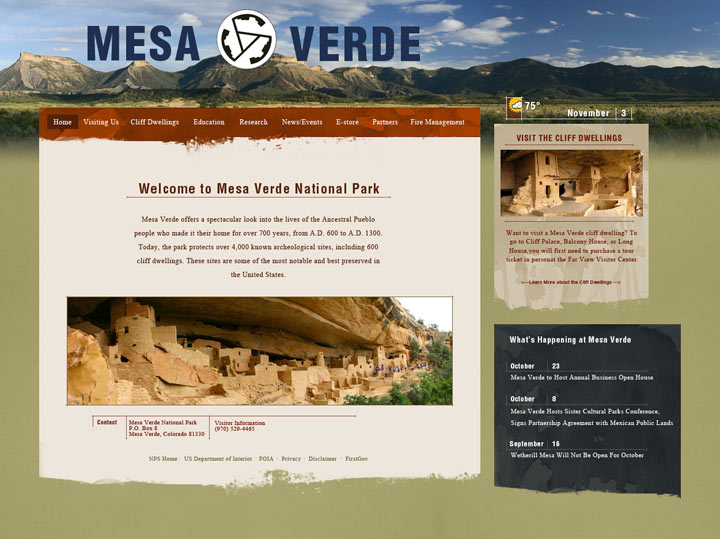 MESA VERDE
75°
November 3
Home Visiting Us Cliff Dwellings Education Research News/Events E-store Partners Fire Management
Welcome to Mesa Verde National Park
Mesa Verde offers a spectacular look into the lives of the Ancestral Pueblo
people who made it their home for over 700 years, from A.D. 600 to A.D. 1300.
Today, the park protects over 4,000 known archeological sites, including 600
cliff dwellings. These sites are some of the most notable and best preserved in
the United States.
Contact
Mesa Verde National Park
P.O. Box 8
Mesa Verde, Colorado 81330
Visitor Information
(970) 529-4465
NPS Home · US Department of Interior · FOIA · Privacy · Disclaimer · FirstGov
VISIT THE CLIFF DWELLINGS
Want to visit a Mesa Verde cliff dwelling? To
go to Cliff Palace, Balcony House, or Long
House,you will first need to purchase a tour
ticket in personat the Far View Visitor Center.
Learn More about the Cliff Dwellings
What's Happening at Mesa Verde
October 23
Mesa Verde to Host Annual Business Open House
October 8
Mesa Verde Hosts Sister Cultural Parks Conference,
Signs Partnership Agreement with Mexican Public Lands
September 16
Wetherill Mesa Will Not Be Open For October